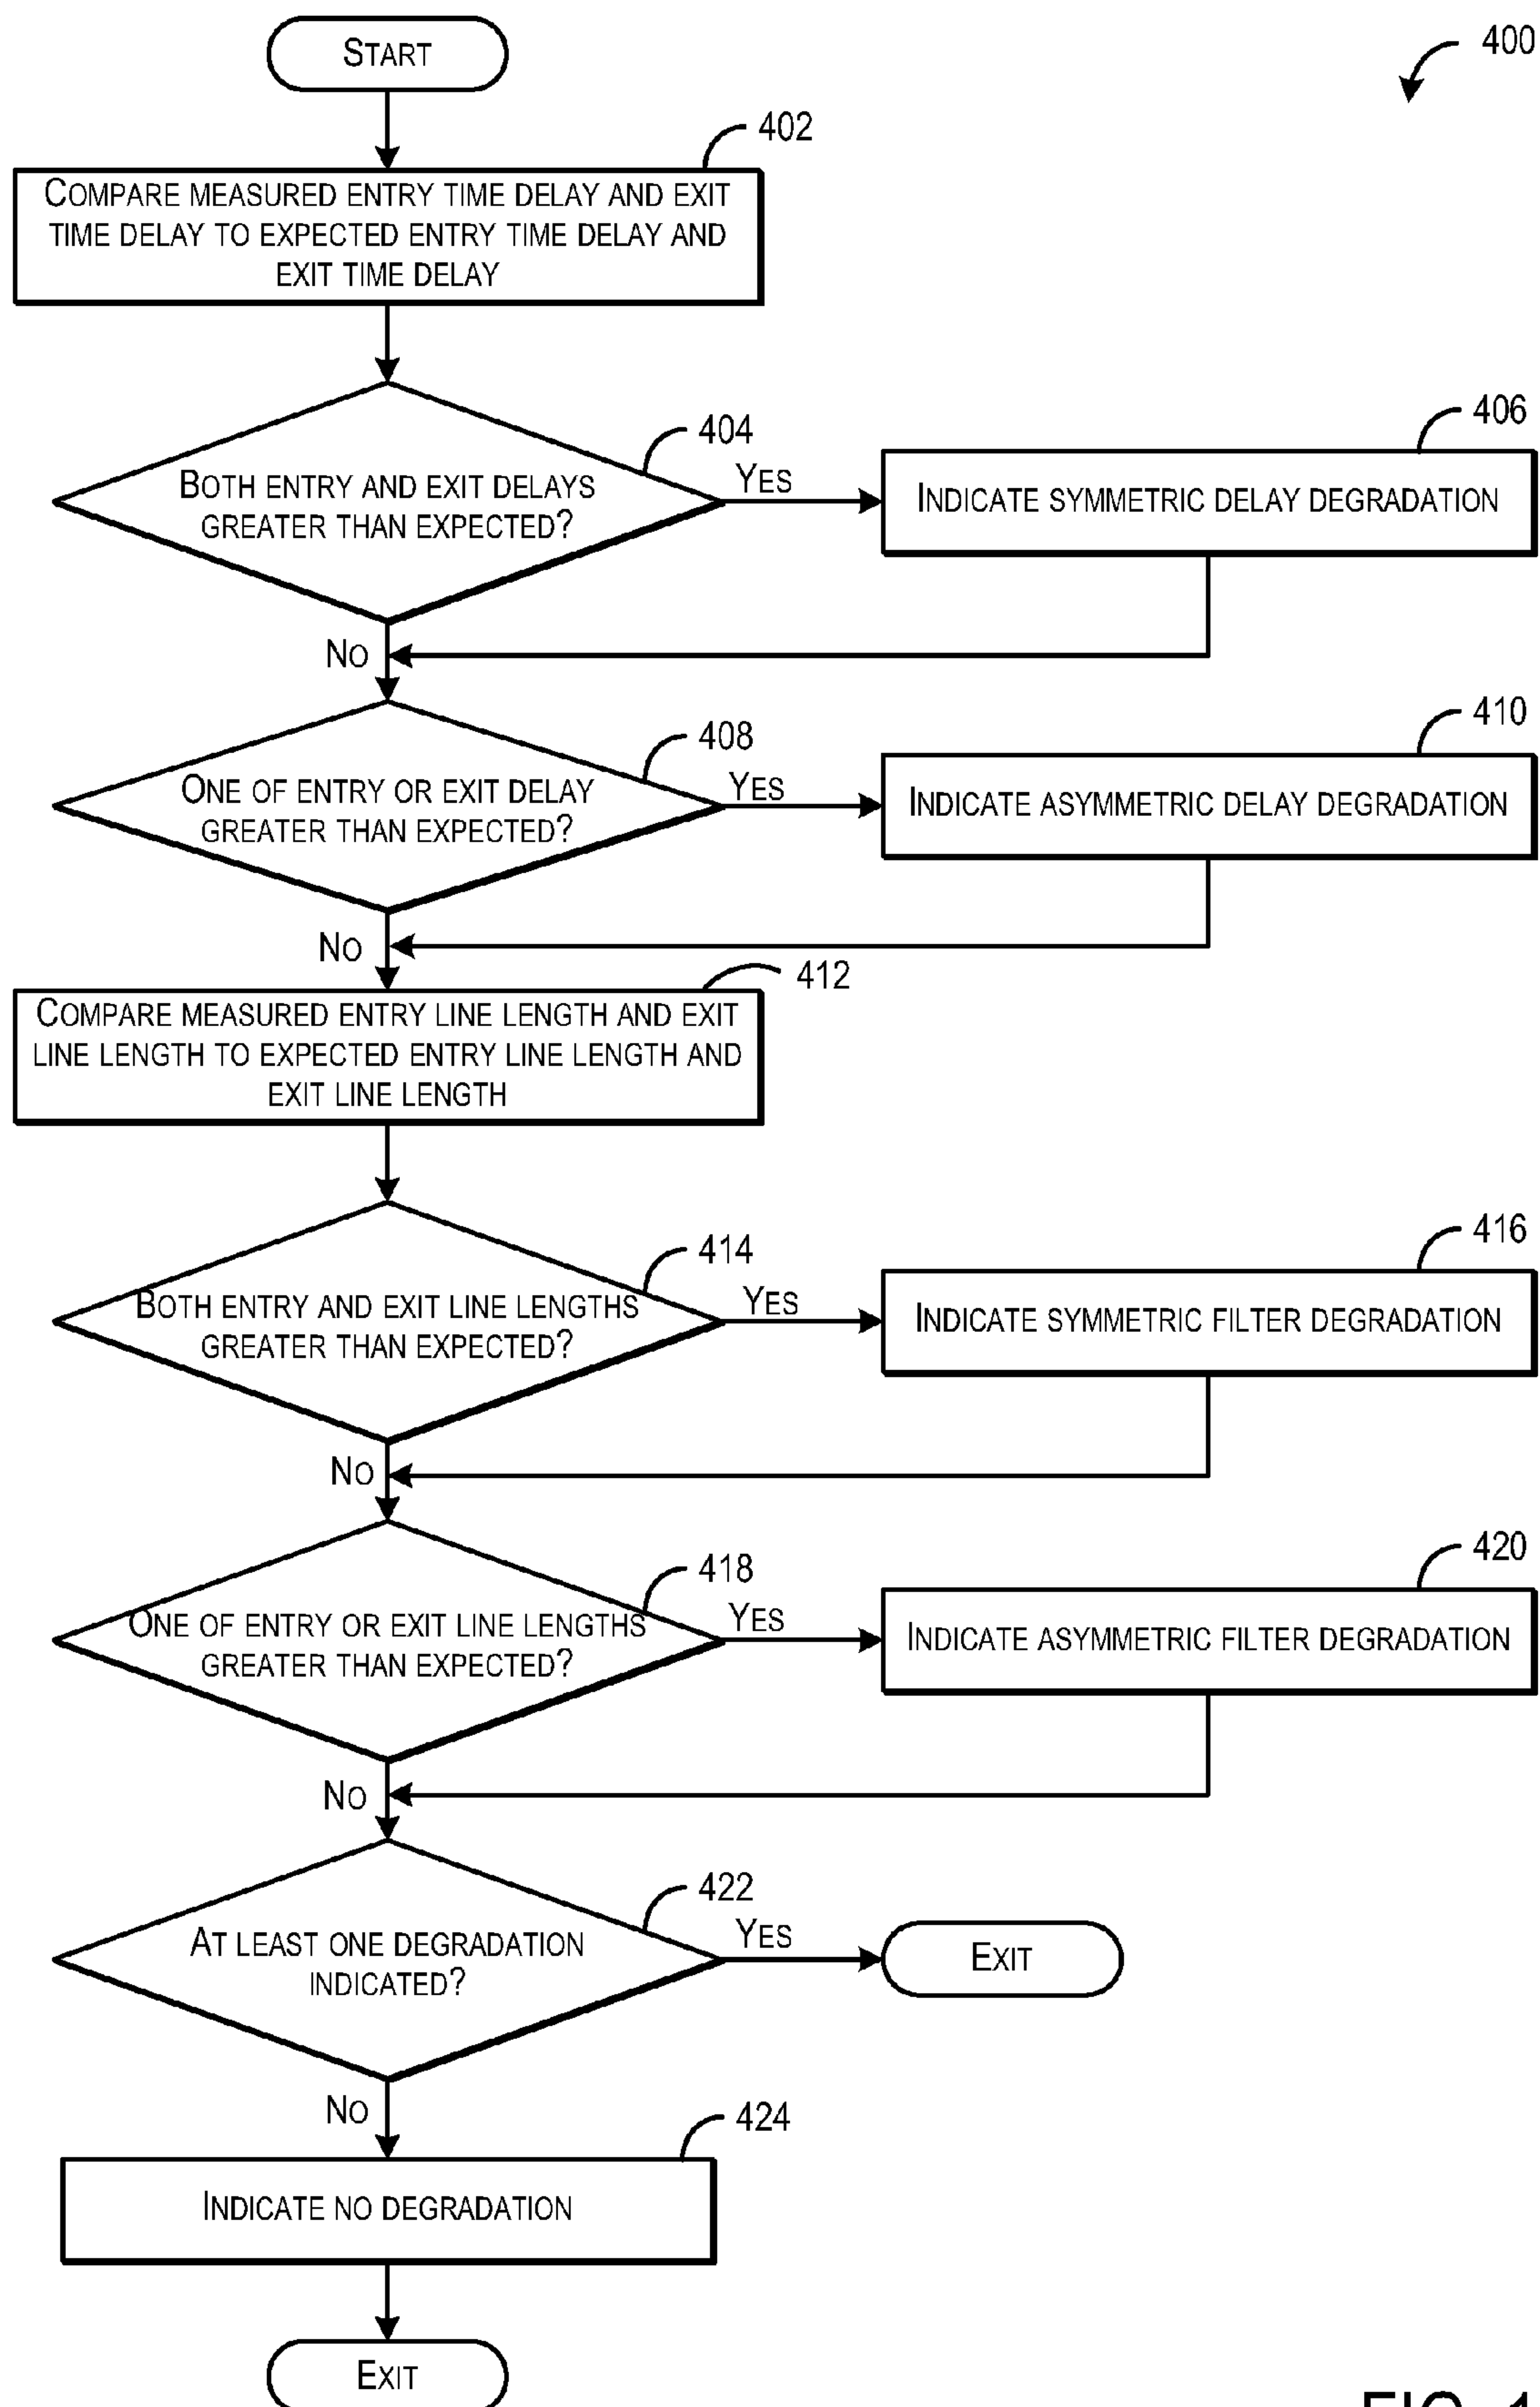 START
400
402
COMPARE MEASURED ENTRY TIME DELAY AND EXIT
TIME DELAY TO EXPECTED ENTRY TIME DELAY AND
EXIT TIME DELAY
404
BOTH ENTRY AND EXIT DELAYS
GREATER THAN EXPECTED?
YES
406
INDICATE SYMMETRIC DELAY DEGRADATION
NO
408
ONE OF ENTRY OR EXIT DELAY
GREATER THAN EXPECTED?
YES
410
INDICATE ASYMMETRIC DELAY DEGRADATION
NO
412
COMPARE MEASURED ENTRY LINE LENGTH AND EXIT
LINE LENGTH TO EXPECTED ENTRY LINE LENGTH AND
EXIT LINE LENGTH
414
BOTH ENTRY AND EXIT LINE LENGTHS
GREATER THAN EXPECTED?
YES
416
INDICATE SYMMETRIC FILTER DEGRADATION
NO
418
ONE OF ENTRY OR EXIT LINE LENGTHS
GREATER THAN EXPECTED?
YES
420
INDICATE ASYMMETRIC FILTER DEGRADATION
NO
422
AT LEAST ONE DEGRADATION
INDICATED?
YES
EXIT
NO
424
INDICATE NO DEGRADATION
EXIT